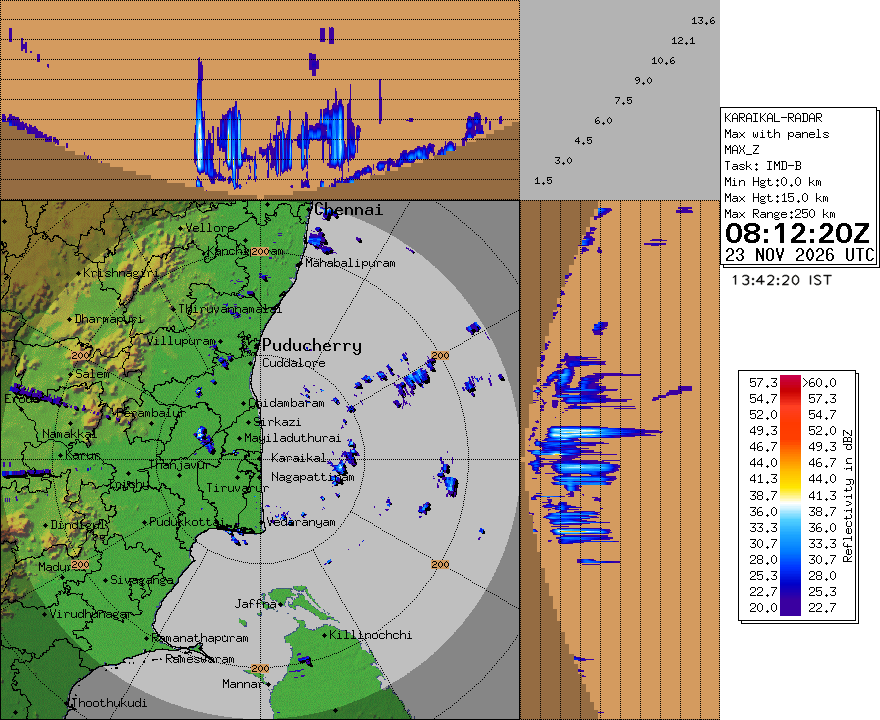 13.6
12.1
10.6
9.0
7.5
6.0
4.5
3.0
1.5
KARAIKAL-RADAR
Max with panels
MAX_Z
Task: IMD-B
Min Hgt:0.0 km
Max Hgt:15.0 km
Max Range:250 km
08:12:20Z
23 NOV 2026 UTC
13:42:20 IST
Chennai
Vellore
200
Mahabalipuram
Krishnagiri
Thiruvannamalai
Dharmapuri
Villupuram
Puducherry
200
200
Cuddalore
Salem
Chidambaram
Perambalur
Sirkazi
Namakkal
Mayiladuthurai
Karur
Karaikal
Thanjavur
Nagapattinam
Tiruvarur
Dindigul
Pudukkottai
Vedaranyam
200
200
Sivaganga
Jaffna
Virudhunagar
Killinochchi
Ramanathapuram
Rameswaram
200
Mannar
Thoothukudi
57.3 >60.0
54.7 57.3
52.0 54.7
49.3 52.0
46.7 49.3
44.0 46.7
41.3 44.0
38.7 41.3
36.0 38.7
33.3 36.0
30.7 33.3
28.0 30.7
25.3 28.0
22.7 25.3
20.0 22.7
Reflectivity in dBZ